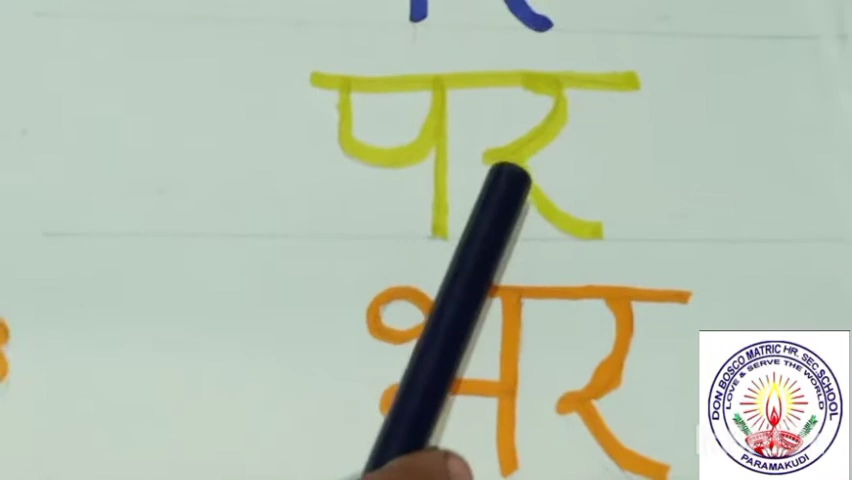 पर
भर
DON BOSCO MATRIC HR. SEC. SCHOOL
LOVE & SERVE THE WORLD
PARAMAKUDI